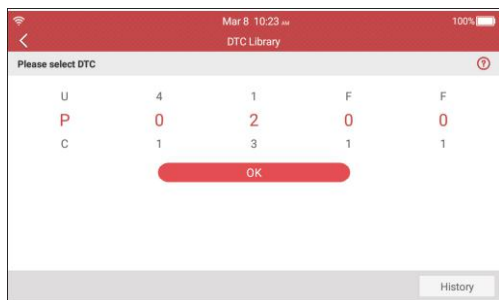 Mar 8 10:23 AM 100%
DTC Library
Please select DTC
U 4 1 F F
P 0 2 0 0
C 1 3 1 1
OK
History